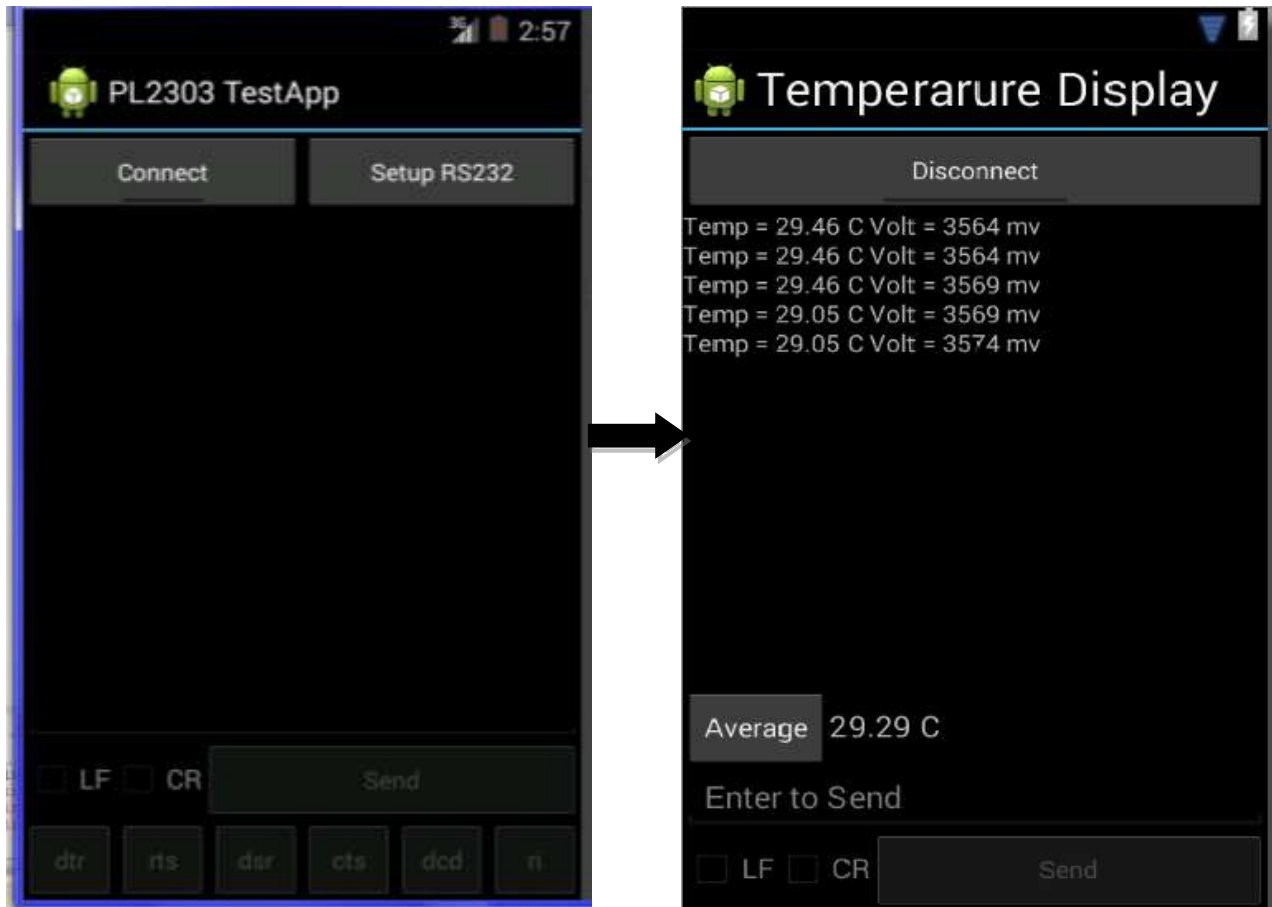 3G 2:57
PL2303 TestApp
Connect Setup RS232
LF CR Send
dtr rts dsr cts dcd ri
Temperarure Display
Disconnect
Temp = 29.46 C Volt = 3564 mv
Temp = 29.46 C Volt = 3564 mv
Temp = 29.46 C Volt = 3569 mv
Temp = 29.05 C Volt = 3569 mv
Temp = 29.05 C Volt = 3574 mv
Average 29.29 C
Enter to Send
LF CR Send